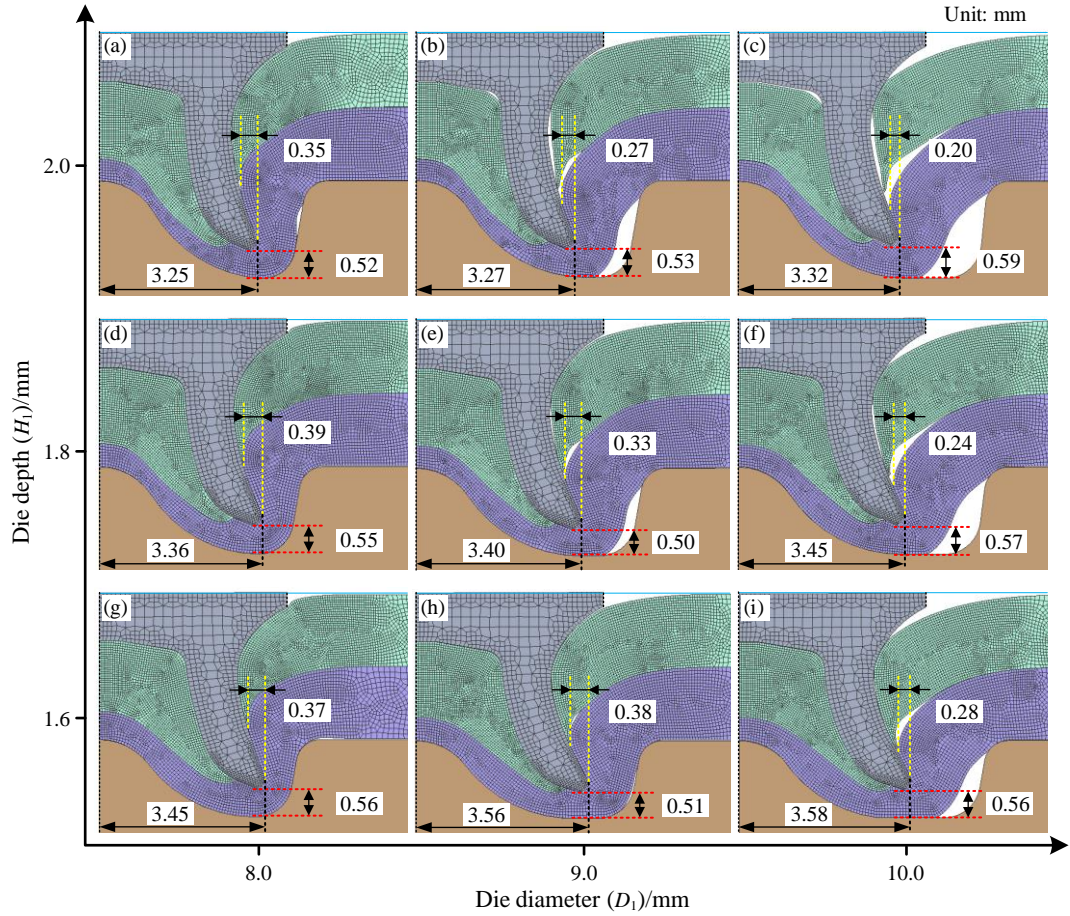 Unit: mm
(a)
(b)
(c)
0.35
0.27
0.20
2.0
3.25
0.52
3.27
0.53
3.32
0.59
(d)
(e)
(f)
0.39
0.33
0.24
1.8
3.36
0.55
3.40
0.50
3.45
0.57
Die depth (H₁)/mm
(g)
(h)
(i)
0.37
0.38
0.28
1.6
3.45
0.56
3.56
0.51
3.58
0.56
8.0
9.0
10.0
Die diameter (D₁)/mm